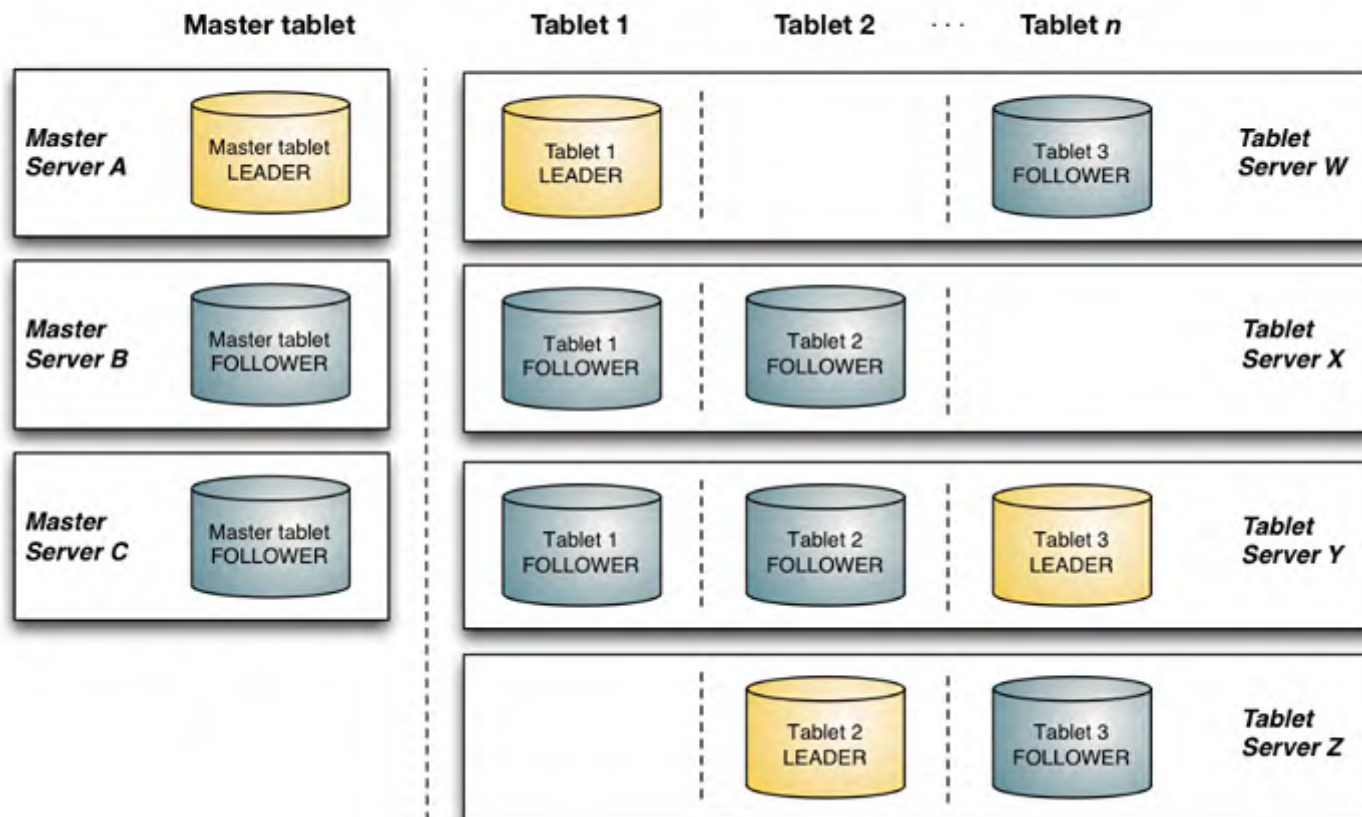 Master tablet
Tablet 1
Tablet 2
· · ·
Tablet n
Master
Server A
Master tablet
LEADER
Tablet 1
LEADER
Tablet 3
FOLLOWER
Tablet
Server W
Master
Server B
Master tablet
FOLLOWER
Tablet 1
FOLLOWER
Tablet 2
FOLLOWER
Tablet
Server X
Master
Server C
Master tablet
FOLLOWER
Tablet 1
FOLLOWER
Tablet 2
FOLLOWER
Tablet 3
LEADER
Tablet
Server Y
Tablet 2
LEADER
Tablet 3
FOLLOWER
Tablet
Server Z